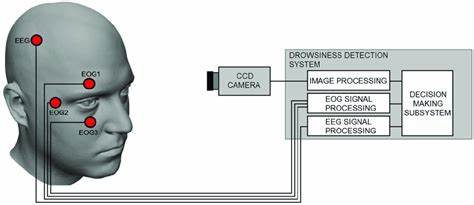 EEG
EOG1
EOG2
EOG3
CCD
CAMERA
DROWSINESS DETECTION
SYSTEM
IMAGE PROCESSING
EOG SIGNAL
PROCESSING
EEG SIGNAL
PROCESSING
DECISION
MAKING
SUBSYSTEM